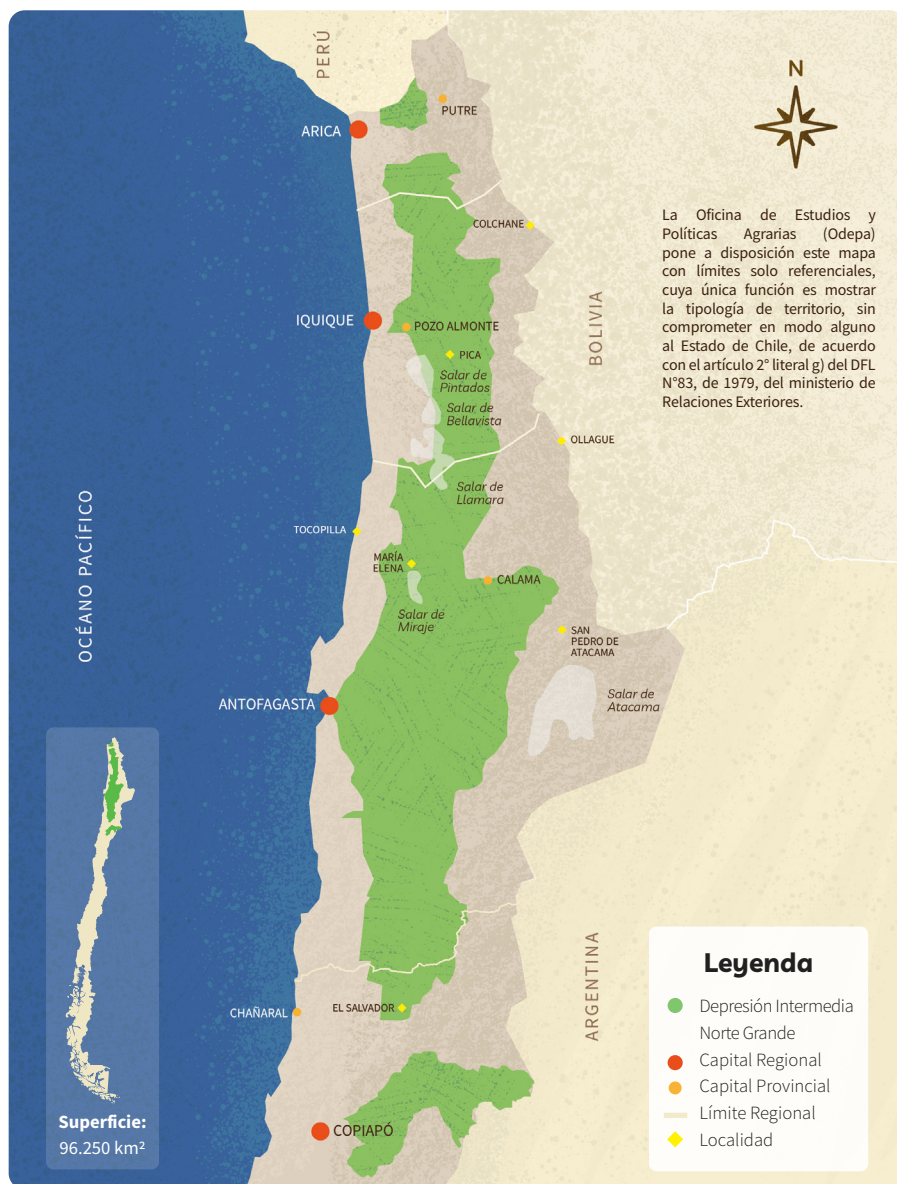 PERÚ
PUTRE
ARICA
N
COLCHANE
La Oficina de Estudios y
Políticas Agrarias (Odepa)
pone a disposición este mapa
con límites solo referenciales,
cuya única función es mostrar
la tipología de territorio, sin
comprometer en modo alguno
al Estado de Chile, de acuerdo
con el artículo 2° literal g) del DFL
N°83, de 1979, del ministerio de
Relaciones Exteriores.
BOLIVIA
IQUIQUE
POZO ALMONTE
PICA
Salar de
Pintados
Salar de
Bellavista
OLLAGUE
Salar de
Llamara
OCÉANO PACÍFICO
TOCOPILLA
MARÍA
ELENA
CALAMA
Salar de
Miraje
SAN
PEDRO DE
ATACAMA
Salar de
Atacama
ANTOFAGASTA
ARGENTINA
CHAÑARAL
EL SALVADOR
COPIAPÓ
Superficie:
96.250 km²
Leyenda
Depresión Intermedia
Norte Grande
Capital Regional
Capital Provincial
Límite Regional
Localidad